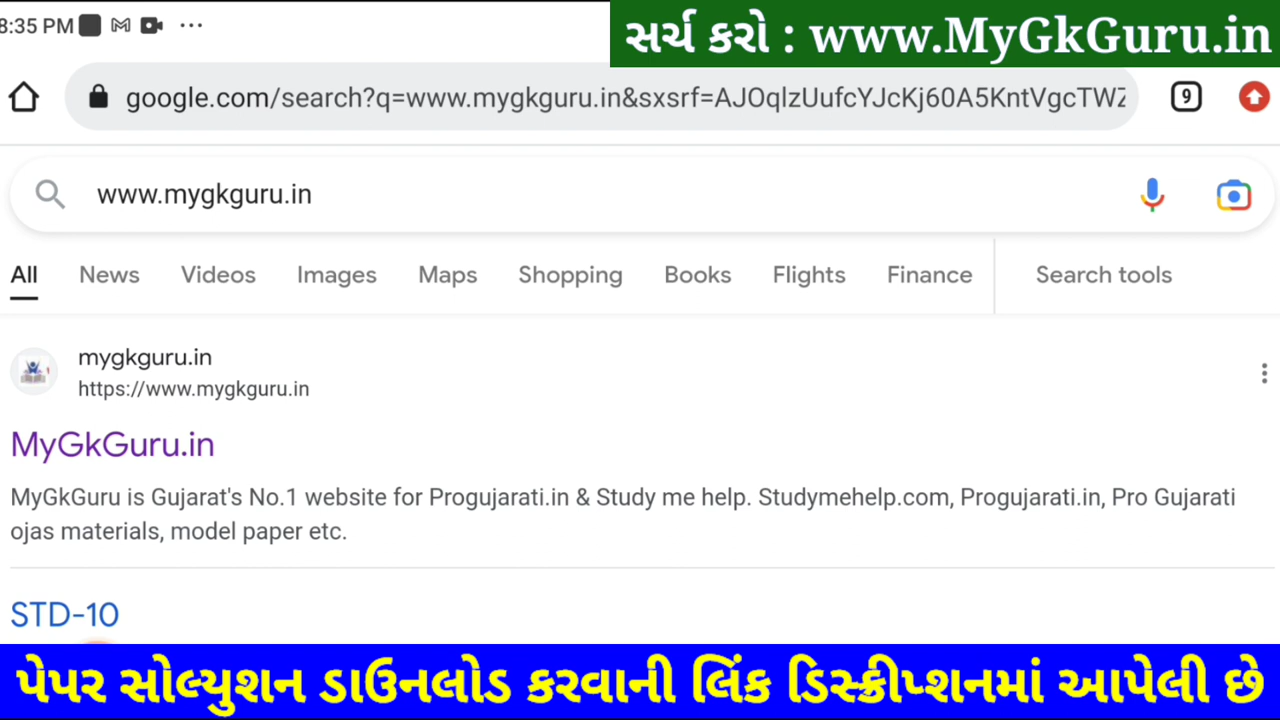 8:35 PM
સર્ચ કરો : www.MyGkGuru.in
google.com/search?q=www.mygkguru.in&sxsrf=AJOqlzUufcYJcKj60A5KntVgcTWZ
9
www.mygkguru.in
All News Videos Images Maps Shopping Books Flights Finance Search tools
mygkguru.in
https://www.mygkguru.in
MyGkGuru.in
MyGkGuru is Gujarat's No.1 website for Progujarati.in & Study me help. Studymehelp.com, Progujarati.in, Pro Gujarati
ojas materials, model paper etc.
STD-10
પેપર સોલ્યુશન ડાઉનલોડ કરવાની લિંક ડિસ્ક્રીપ્શનમાં આપેલી છે